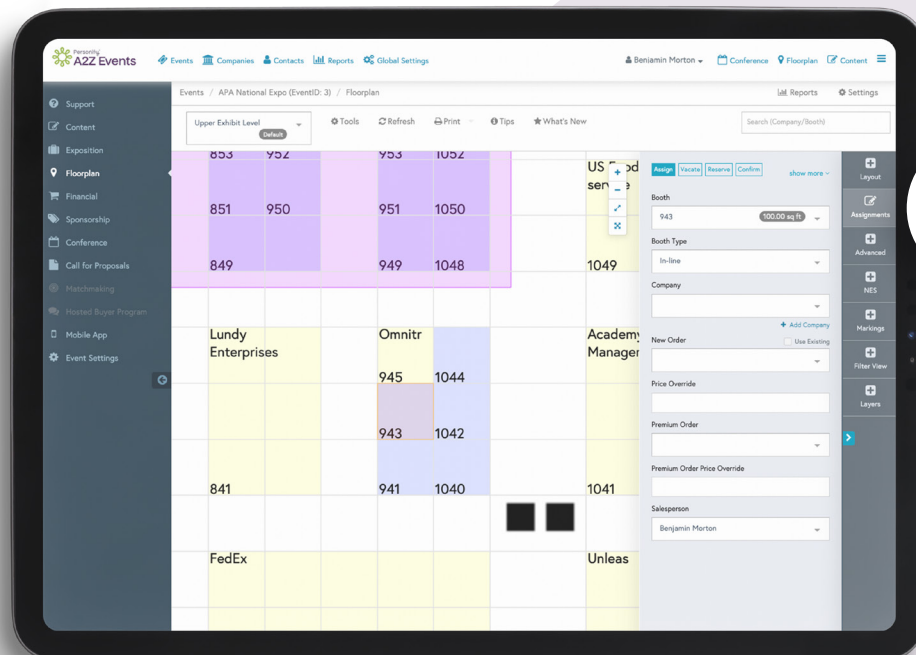 Personify
A2Z Events
Events Companies Contacts Reports Global Settings
Benjamin Morton Conference Floorplan Content
Events / APA National Expo (EventID: 3) / Floorplan
Reports Settings
Support
Content
Exposition
Floorplan
Financial
Sponsorship
Conference
Call for Proposals
Matchmaking
Hosted Buyer Program
Mobile App
Event Settings
Upper Exhibit Level
Default
Tools Refresh Print Tips What's New
Search (Company/Booth)
853 952 953 1052
851 950 951 1050
849 949 1048 1049
Lundy
Enterprises
Omnitr
945 1044
943 1042
841 941 1040 1041
FedEx
Unleas
Assign Vacate Reserve Confirm show more
Booth
943 100.00 sq ft
Booth Type
In-line
Company
+ Add Company
New Order Use Existing
Price Override
Premium Order
Premium Order Price Override
Salesperson
Benjamin Morton
Layout
Assignments
Advanced
NES
Markings
Filter View
Layers